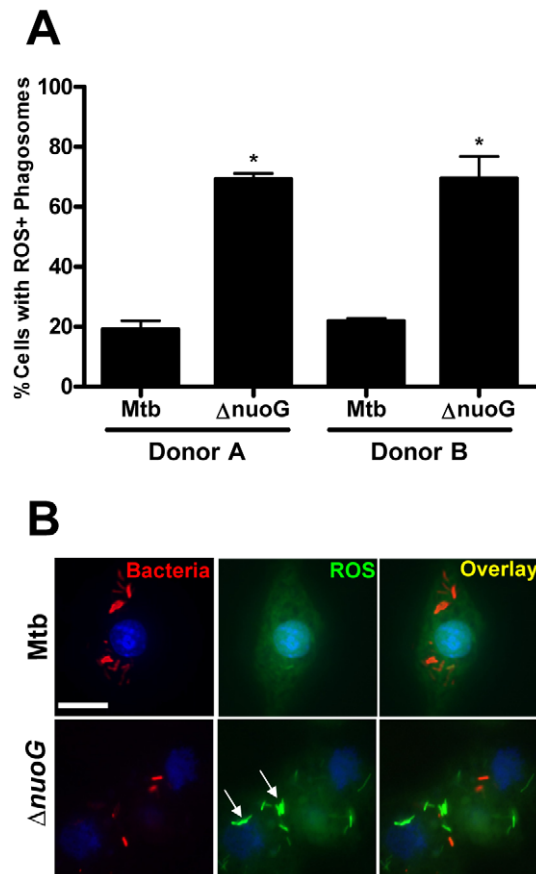 A
% Cells with ROS+ Phagosomes
100
80
60
40
20
0
*
*
Mtb
ΔnuoG
Mtb
ΔnuoG
Donor A
Donor B
B
Bacteria
ROS
Overlay
Mtb
ΔnuoG